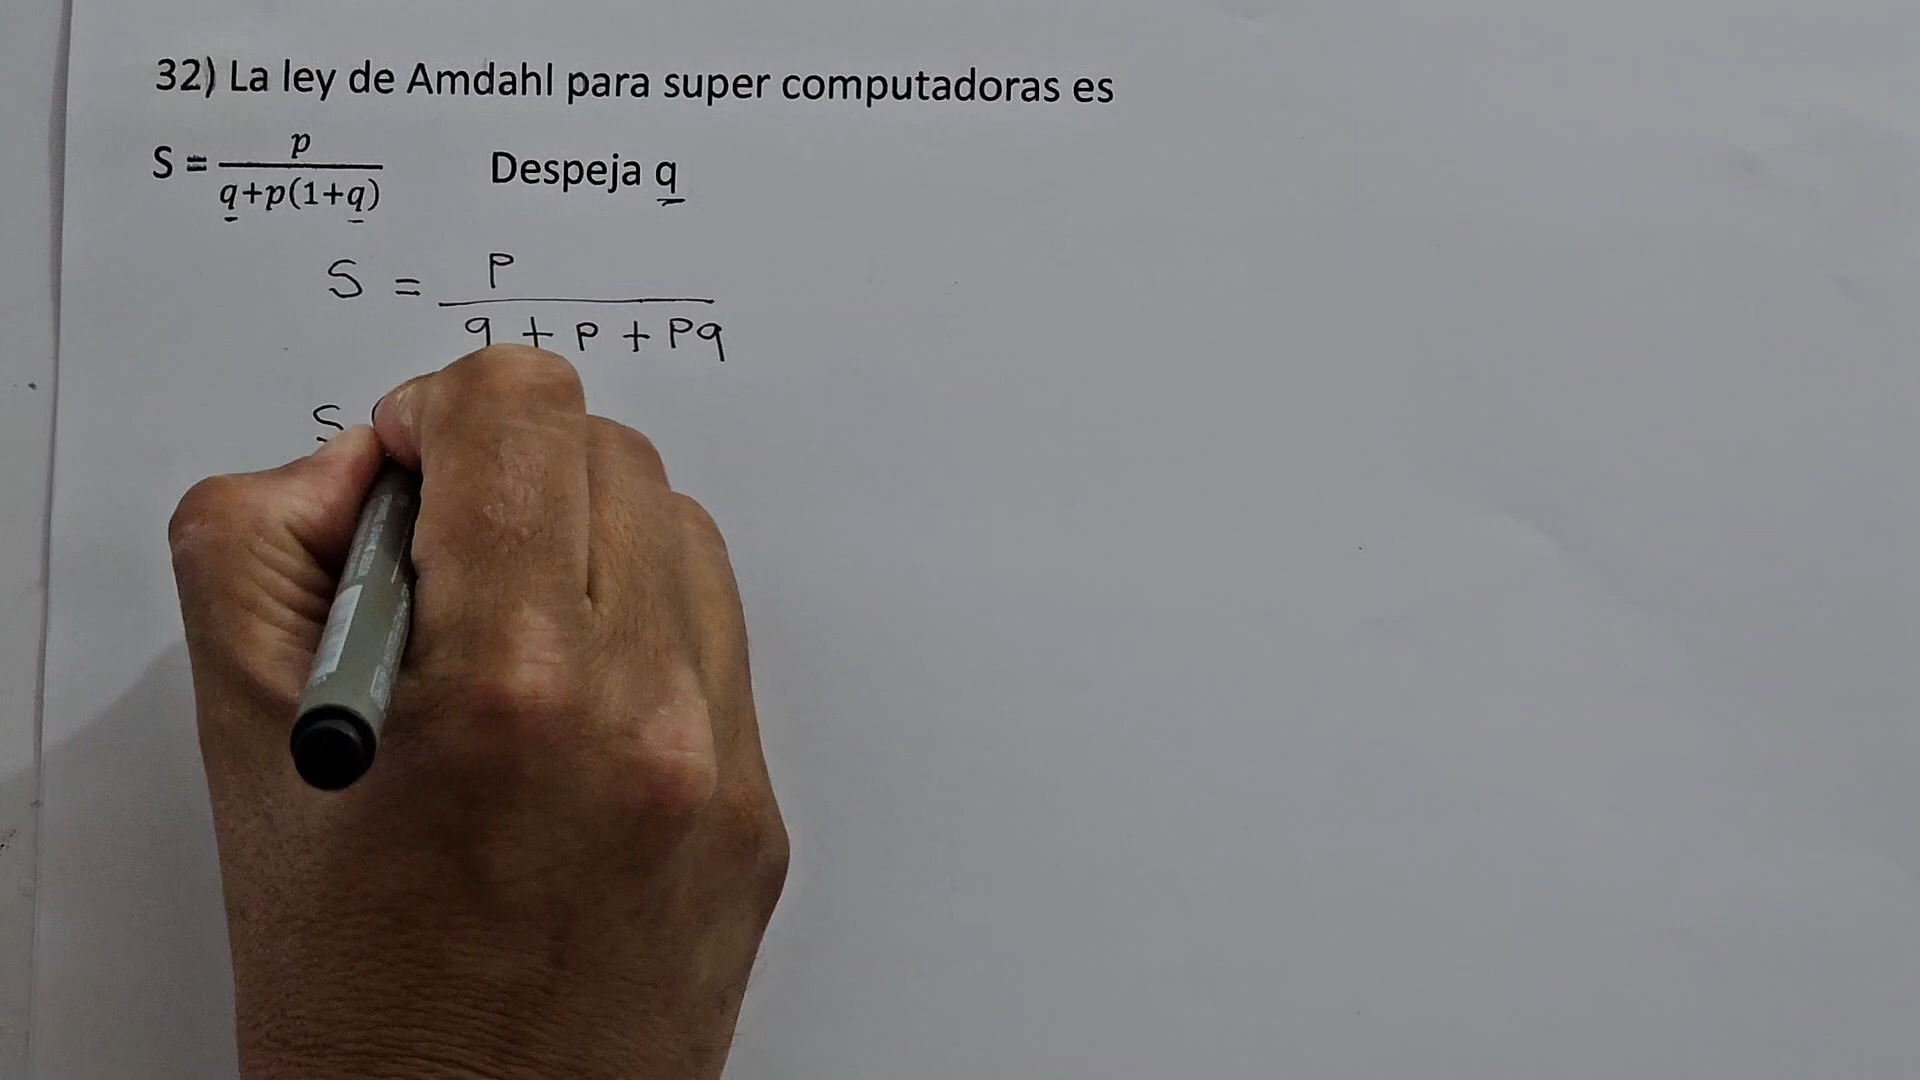 32) La ley de Amdahl para super computadoras es
S = p / q+p(1+q) Despeja q
S = P / q + P + Pq
S